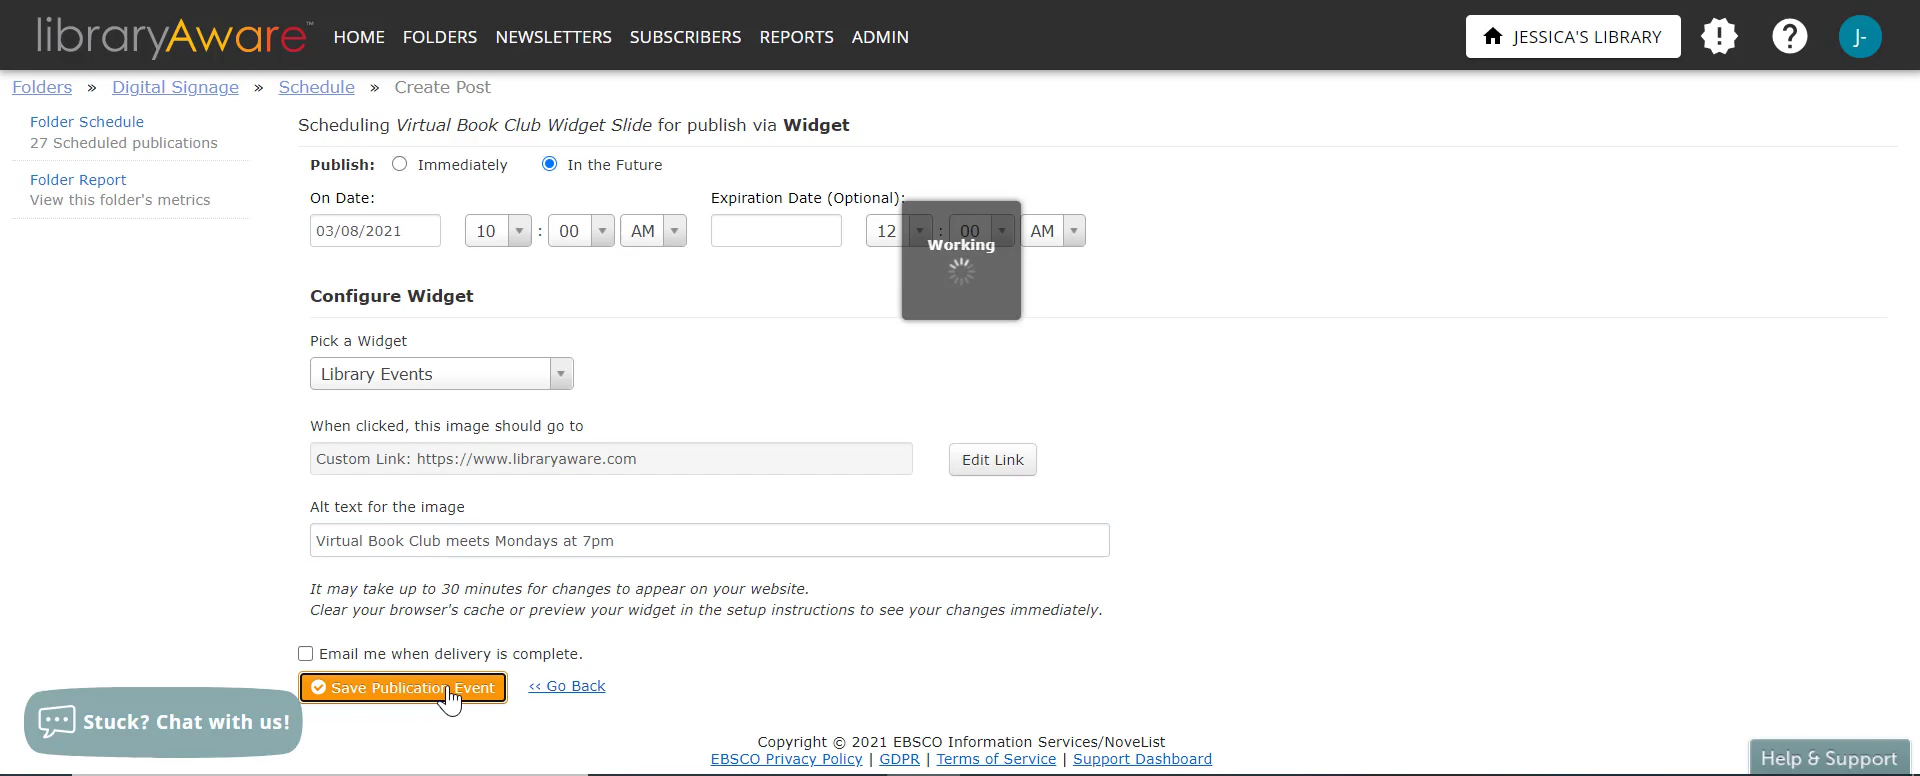 libraryAware™ HOME FOLDERS NEWSLETTERS SUBSCRIBERS REPORTS ADMIN JESSICA'S LIBRARY ! ? J-
Folders » Digital Signage » Schedule » Create Post
Folder Schedule
27 Scheduled publications
Folder Report
View this folder's metrics
Scheduling Virtual Book Club Widget Slide for publish via Widget
Publish: Immediately In the Future
On Date: Expiration Date (Optional):
03/08/2021 10 : 00 AM 12 : 00 AM
Working
Configure Widget
Pick a Widget
Library Events
When clicked, this image should go to
Custom Link: https://www.libraryaware.com Edit Link
Alt text for the image
Virtual Book Club meets Mondays at 7pm
It may take up to 30 minutes for changes to appear on your website.
Clear your browser's cache or preview your widget in the setup instructions to see your changes immediately.
Email me when delivery is complete.
Save Publication Event << Go Back
Stuck? Chat with us!
Copyright © 2021 EBSCO Information Services/NoveList
EBSCO Privacy Policy | GDPR | Terms of Service | Support Dashboard
Help & Support